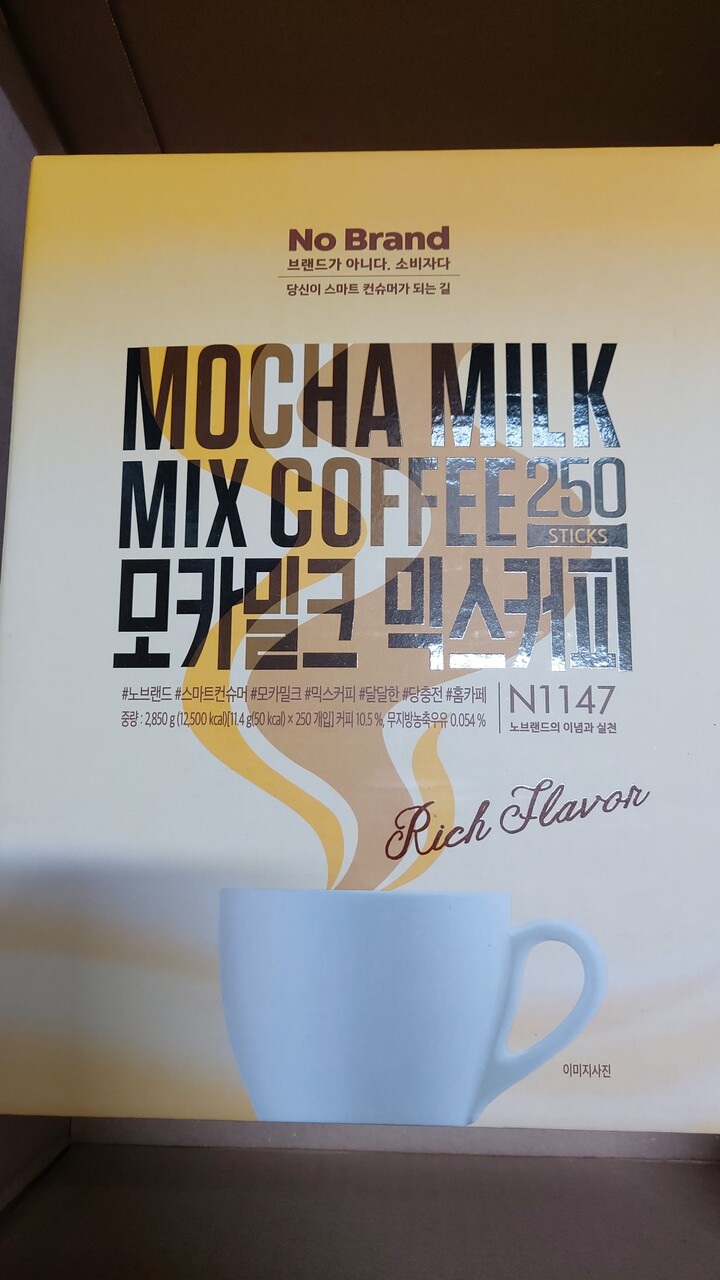 No Brand
브랜드가 아니다. 소비자다
당신이 스마트 컨슈머가 되는 길
MOCHA MILK
MIX COFFEE 250
STICKS
모카밀크 믹스커피
#노브랜드 #스마트컨슈머 #모카밀크 #믹스커피 #달달한 #당충전 #홈카페
중량 : 2,850 g (12,500 kcal)[11.4 g(50 kcal) × 250 개입] 커피 10.5 %, 무지방농축우유 0.054 %
N1147
노브랜드의 이념과 실천
Rich Flavor
이미지사진